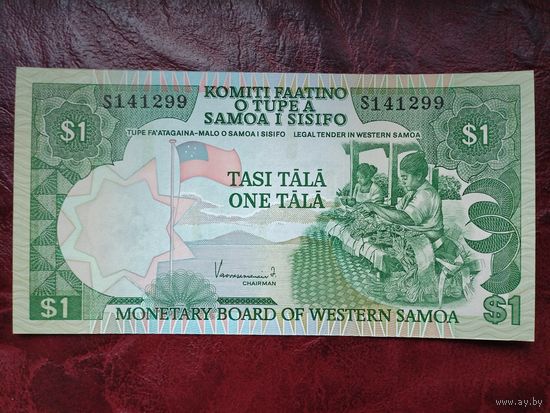 KOMITI FAATINO
O TUPE A
SAMOA I SISIFO
S141299
S141299
TUPE FA'ATAGAINA-MALO O SAMOA I SISIFO LEGAL TENDER IN WESTERN SAMOA
$1
$1
TASI TĀLĀ
ONE TĀLĀ
CHAIRMAN
$1
$1
MONETARY BOARD OF WESTERN SAMOA
www.ay.by